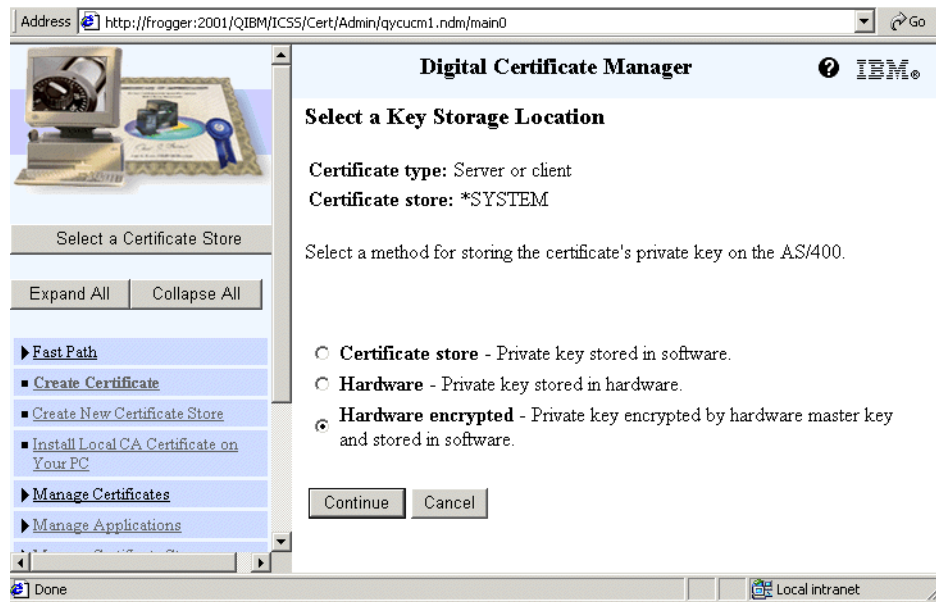 Address http://frogger:2001/QIBM/ICSS/Cert/Admin/qycucm1.ndm/main0 Go
Digital Certificate Manager
IBM®
Select a Certificate Store
Expand All Collapse All
Fast Path
Create Certificate
Create New Certificate Store
Install Local CA Certificate on
Your PC
Manage Certificates
Manage Applications
Select a Key Storage Location
Certificate type: Server or client
Certificate store: *SYSTEM
Select a method for storing the certificate's private key on the AS/400.
Certificate store - Private key stored in software.
Hardware - Private key stored in hardware.
Hardware encrypted - Private key encrypted by hardware master key
and stored in software.
Continue Cancel
Done Local intranet